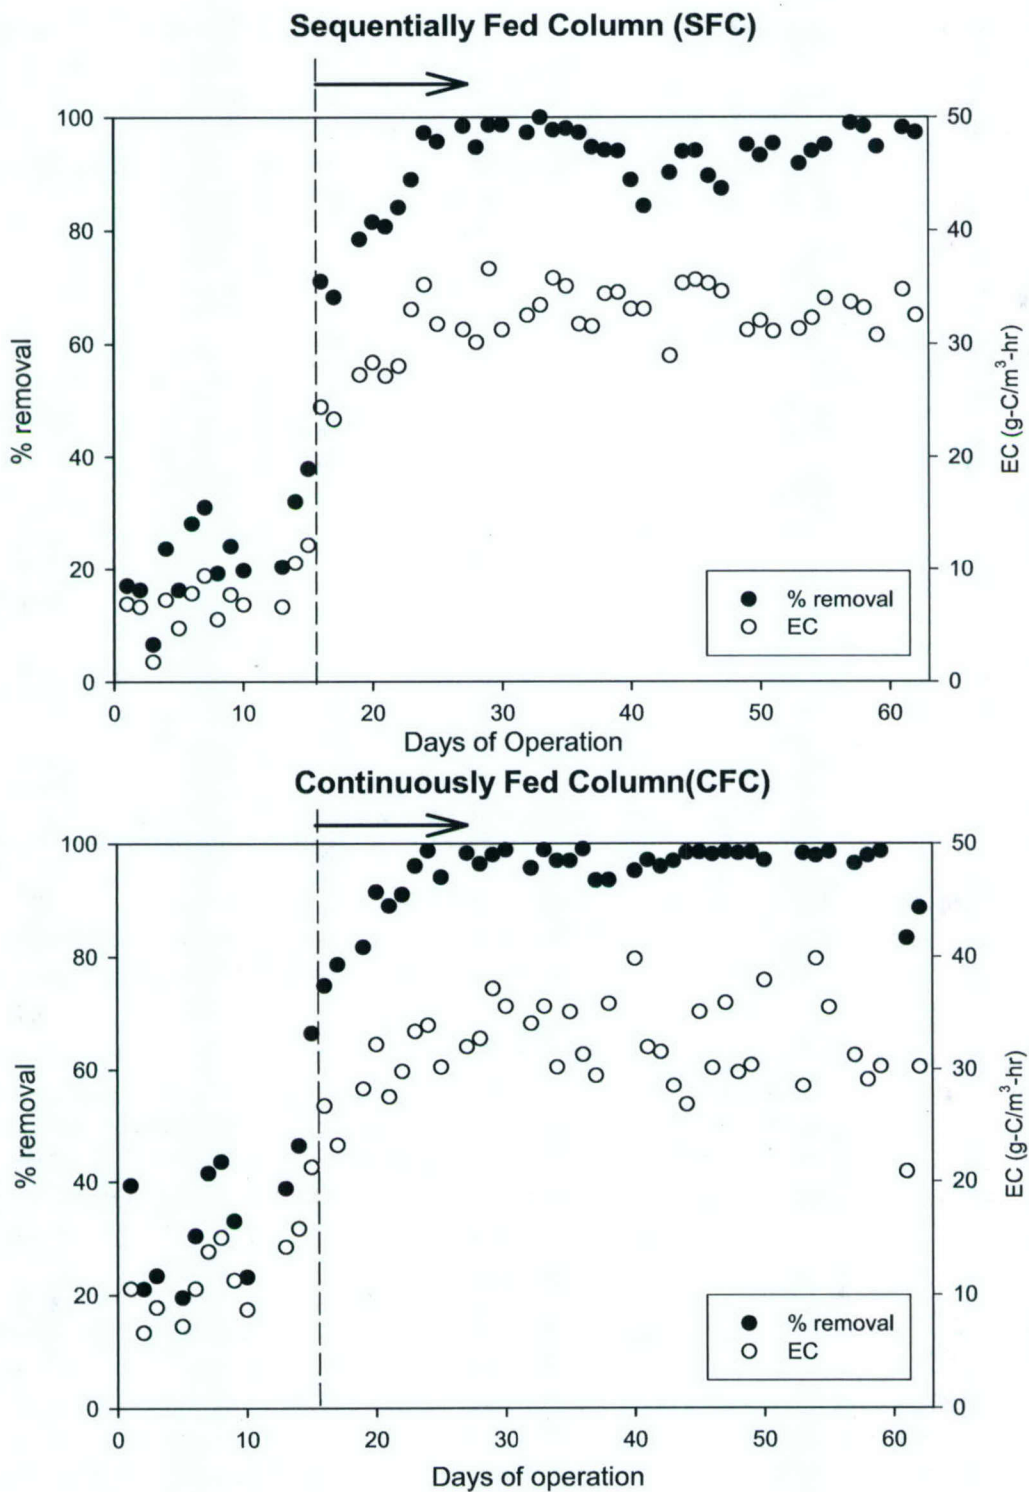 Sequentially Fed Column (SFC)
100
80
60
40
20
0
% removal
50
40
30
20
10
0
EC (g-C/m³-hr)
% removal
EC
0 10 20 30 40 50 60
Days of Operation
Continuously Fed Column(CFC)
100
80
60
40
20
0
% removal
50
40
30
20
10
0
EC (g-C/m³-hr)
% removal
EC
0 10 20 30 40 50 60
Days of operation